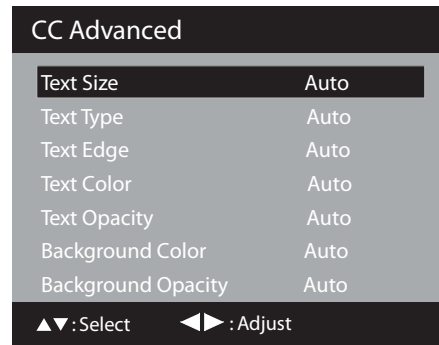 CC Advanced
Text Size Auto
Text Type Auto
Text Edge Auto
Text Color Auto
Text Opacity Auto
Background Color Auto
Background Opacity Auto
▲▼: Select ◀▶: Adjust